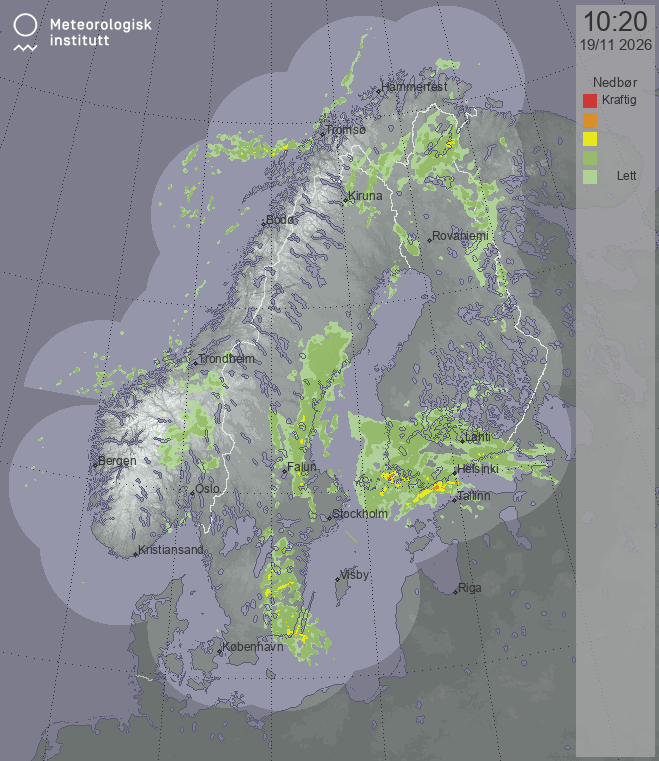 Meteorologisk
institutt
10:20
19/11 2026
Nedbør
Kraftig
Lett
Hammerfest
Tromsø
Kiruna
Bodø
Rovaniemi
Trondheim
Lahti
Bergen
Falun
Helsinki
Oslo
Tallinn
Stockholm
Kristiansand
Visby
Riga
København